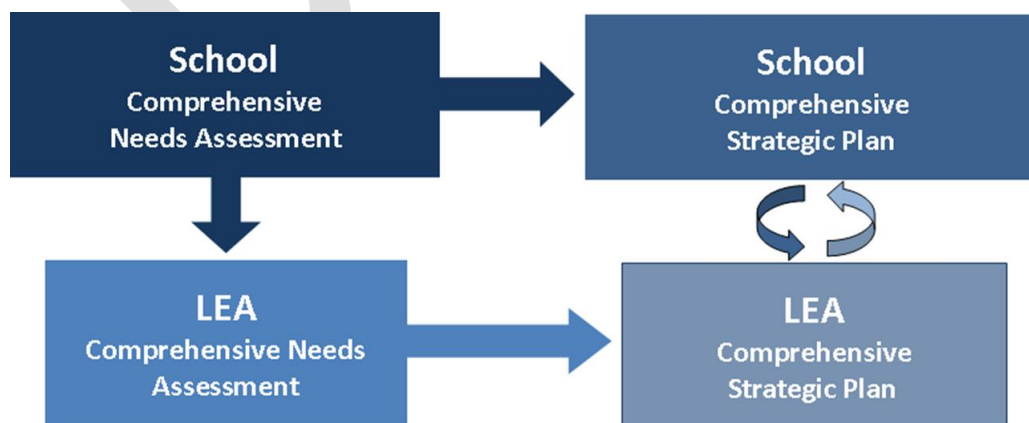 School
Comprehensive
Needs Assessment
School
Comprehensive
Strategic Plan
LEA
Comprehensive Needs
Assessment
LEA
Comprehensive
Strategic Plan